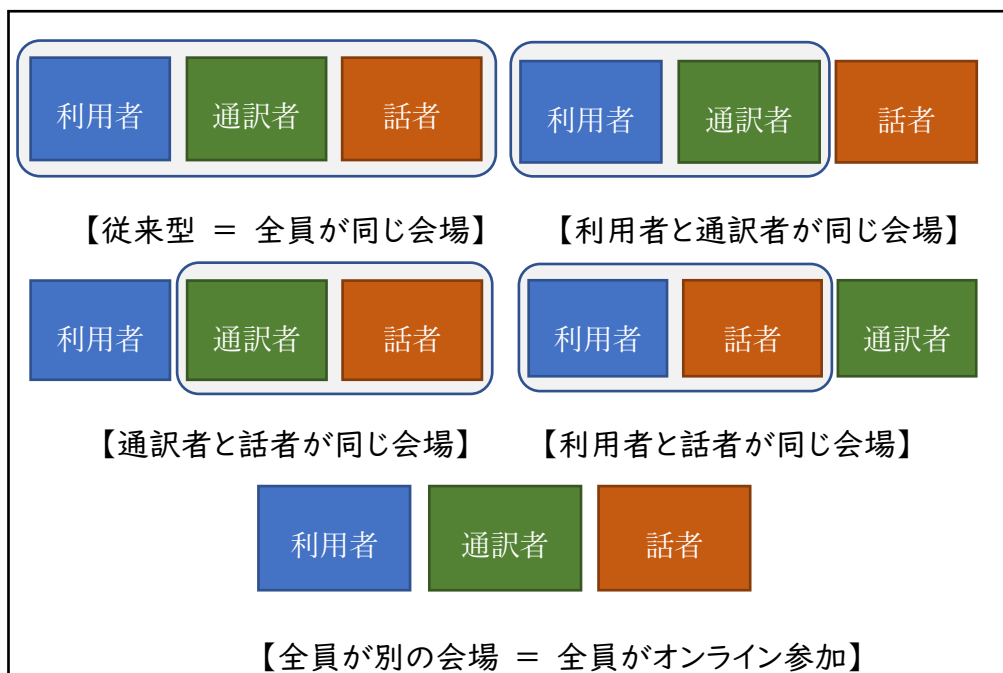 利用者 通訳者 話者
【従来型 = 全員が同じ会場】
利用者 通訳者 話者
【利用者と通訳者が同じ会場】
利用者 通訳者 話者
【通訳者と話者が同じ会場】
利用者 話者 通訳者
【利用者と話者が同じ会場】
利用者 通訳者 話者
【全員が別の会場 = 全員がオンライン参加】